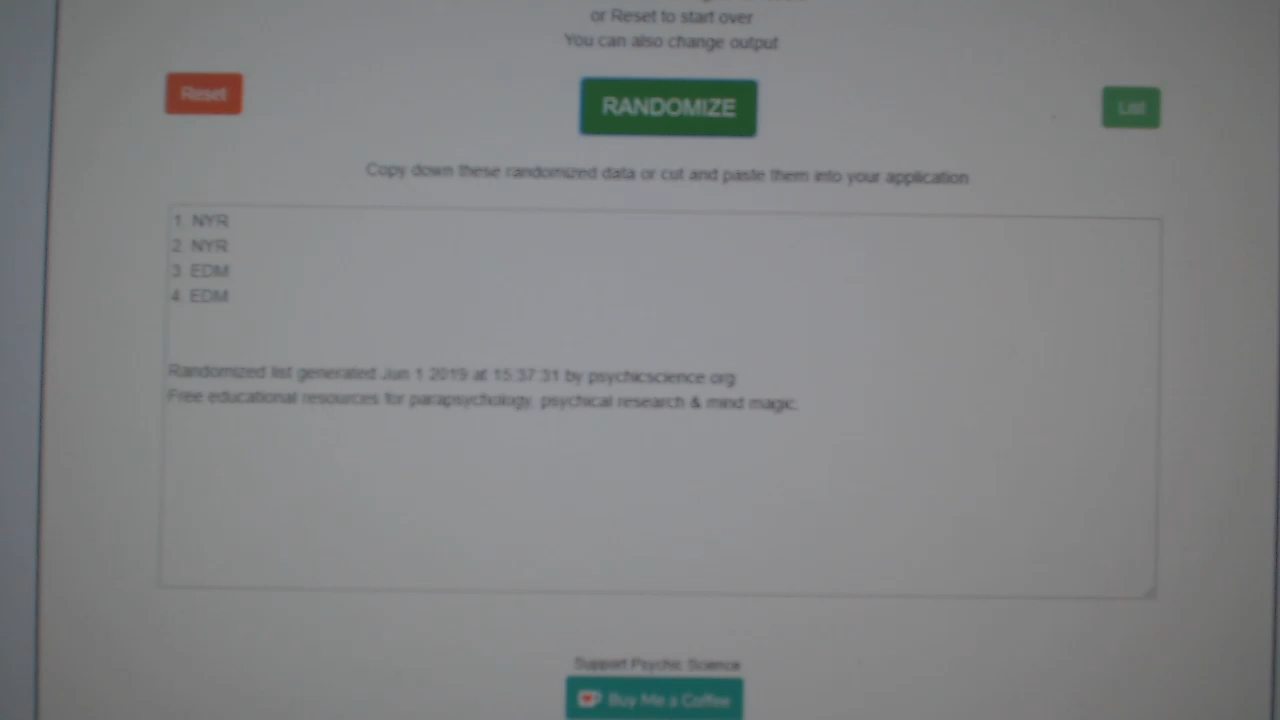 or Reset to start over
You can also change output
Reset
RANDOMIZE
List
Copy down these randomized data or cut and paste them into your application
1. NYR
2. NYR
3. EDM
4. EDM
Randomized list generated Jun 1 2019 at 15:37:31 by psychicscience.org
Free educational resources for parapsychology, psychical research & mind magic.
Support Psychic Science
Buy Me a Coffee